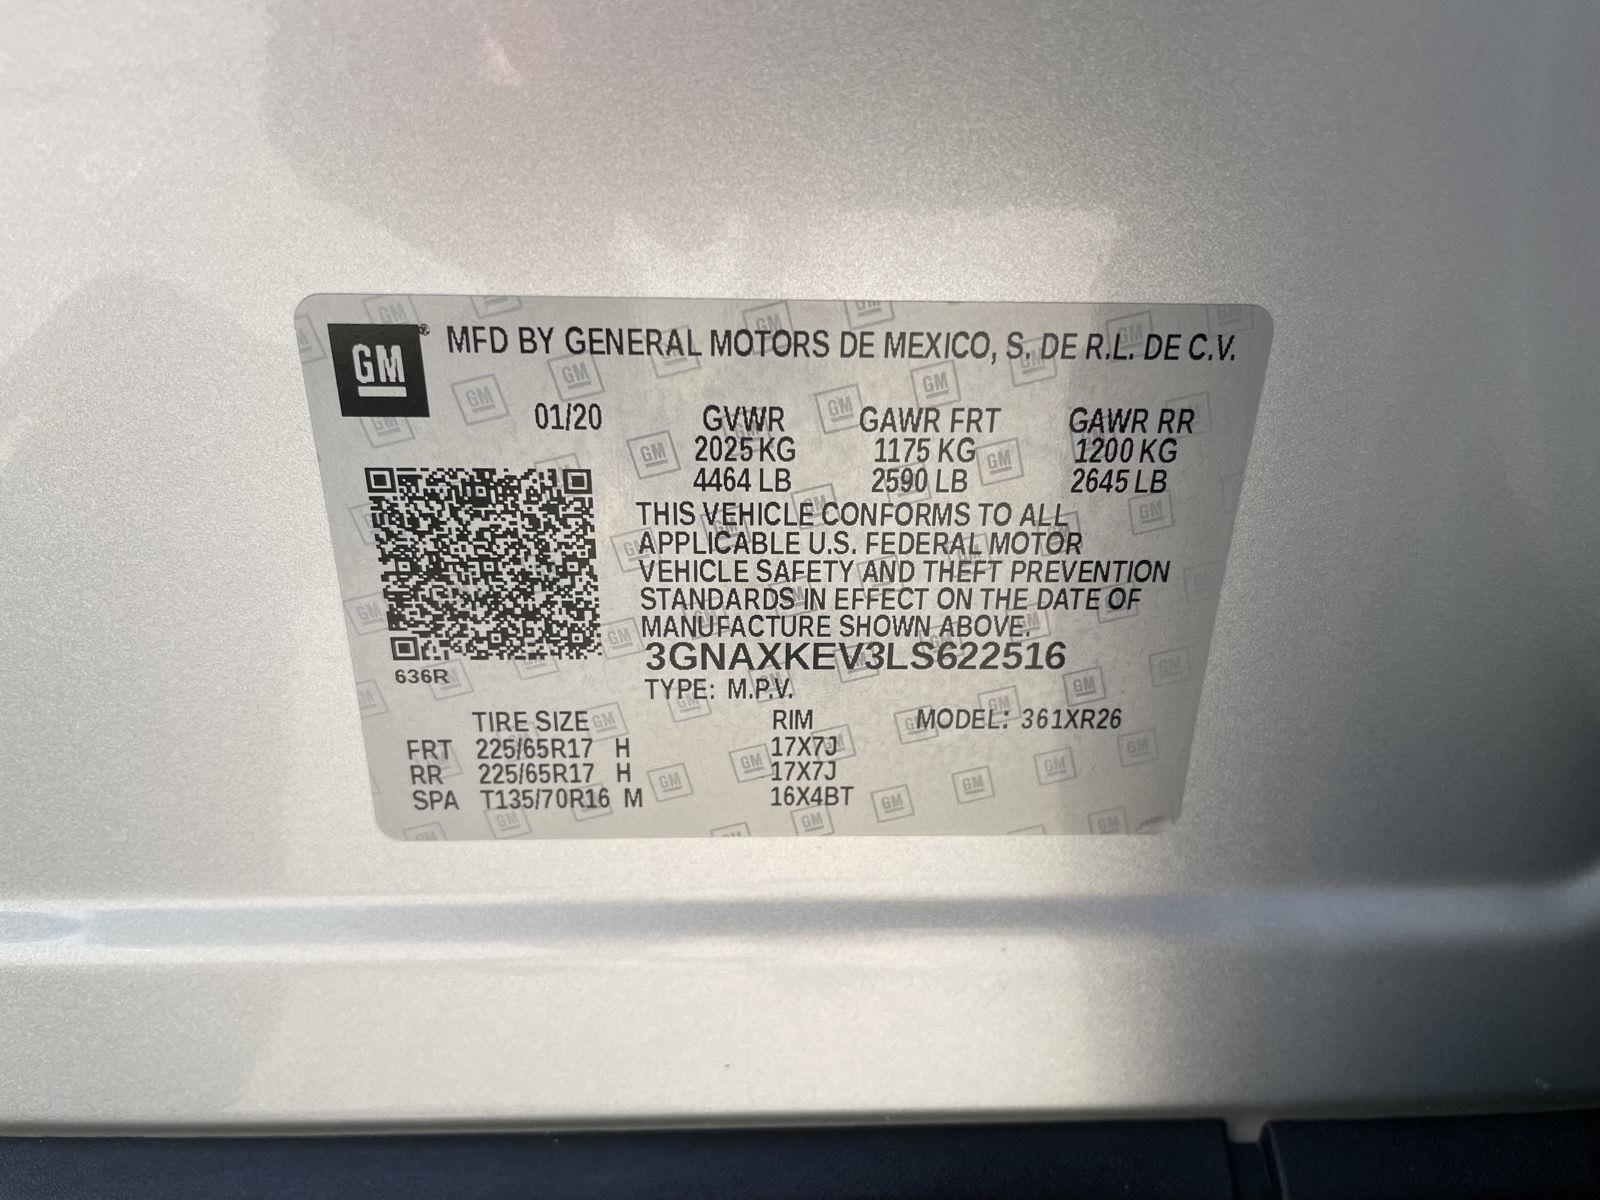 GM® MFD BY GENERAL MOTORS DE MEXICO, S. DE R.L. DE C.V.
01/20 GVWR GAWR FRT GAWR RR
2025 KG 1175 KG 1200 KG
4464 LB 2590 LB 2645 LB
THIS VEHICLE CONFORMS TO ALL
APPLICABLE U.S. FEDERAL MOTOR
VEHICLE SAFETY AND THEFT PREVENTION
STANDARDS IN EFFECT ON THE DATE OF
MANUFACTURE SHOWN ABOVE.
3GNAXKEV3LS622516
636R
TYPE: M.P.V.
TIRE SIZE RIM MODEL: 361XR26
FRT 225/65R17 H 17X7J
RR 225/65R17 H 17X7J
SPA T135/70R16 M 16X4BT